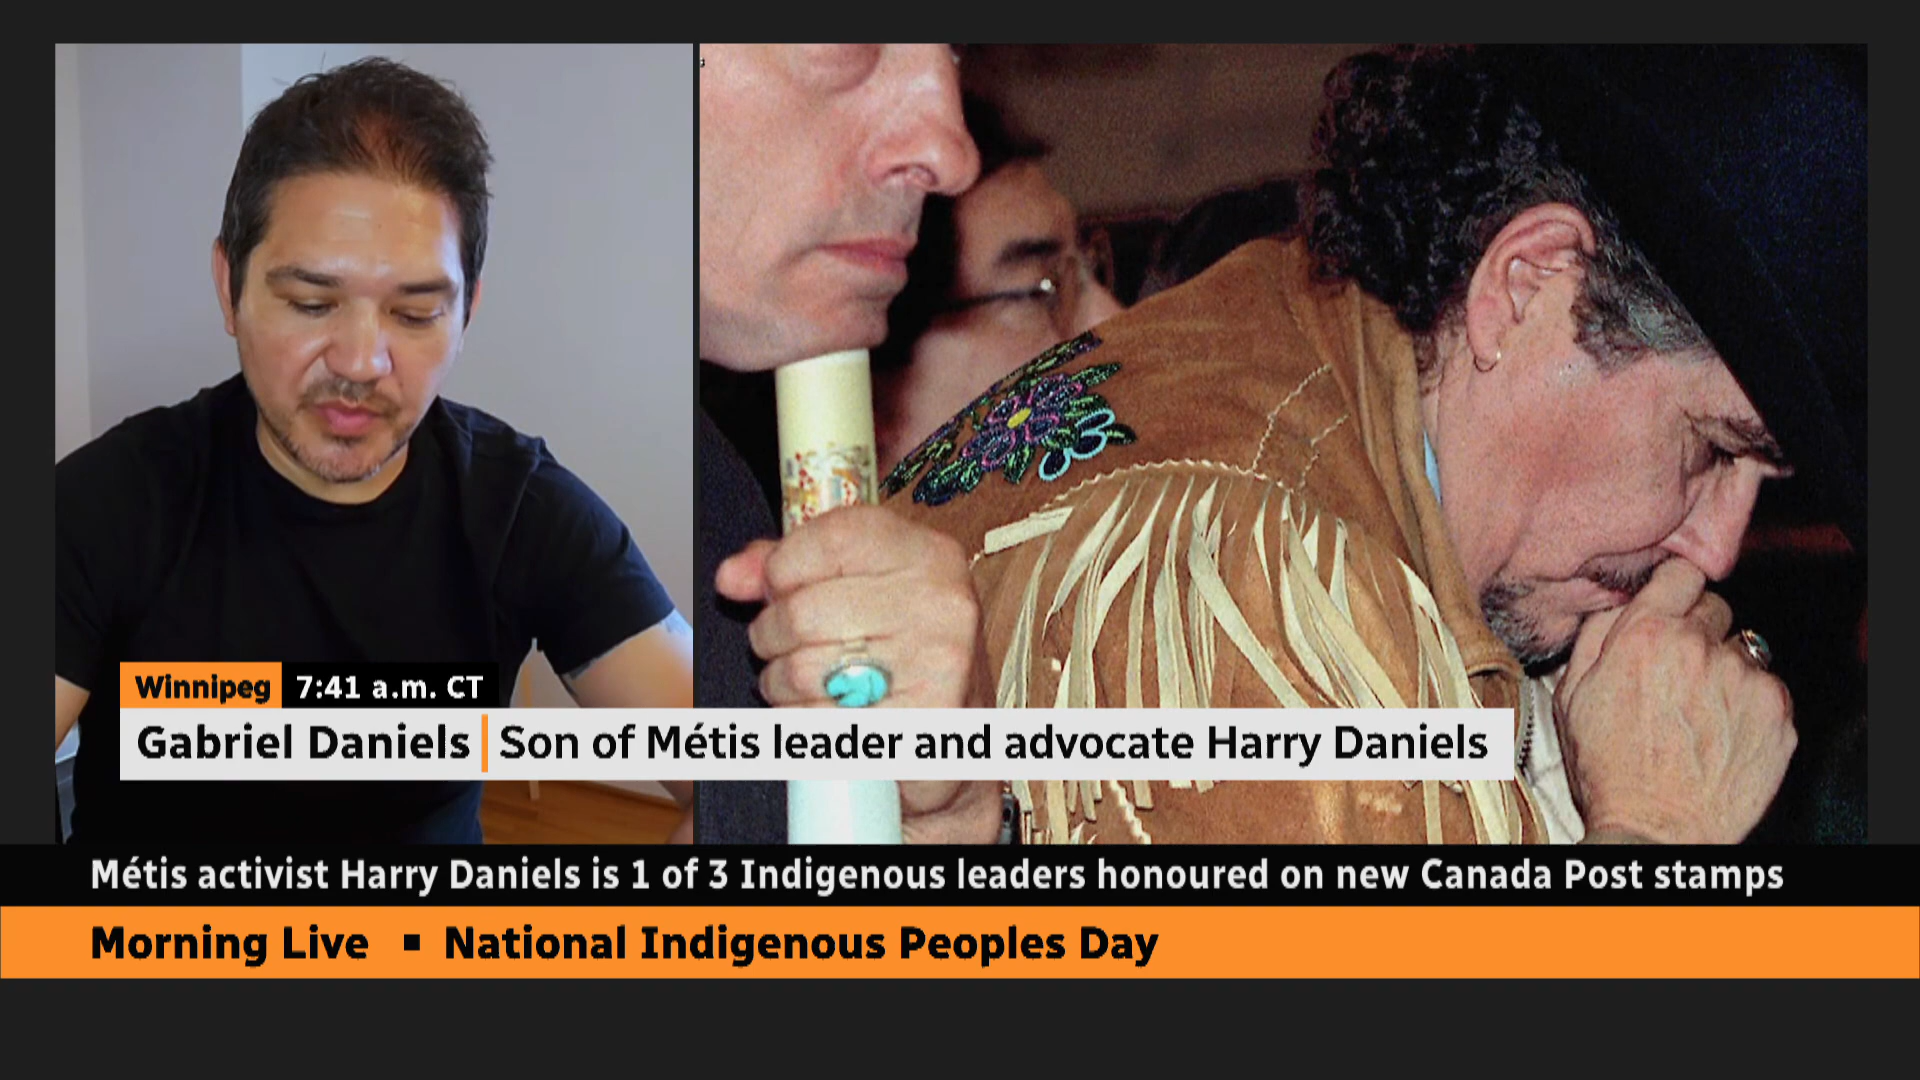 Winnipeg 7:41 a.m. CT
Gabriel Daniels | Son of Métis leader and advocate Harry Daniels
Métis activist Harry Daniels is 1 of 3 Indigenous leaders honoured on new Canada Post stamps
Morning Live ▪ National Indigenous Peoples Day